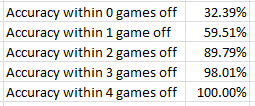 Accuracy within 0 games off 32.39%
Accuracy within 1 game off 59.51%
Accuracy within 2 games off 89.79%
Accuracy within 3 games off 98.01%
Accuracy within 4 games off 100.00%